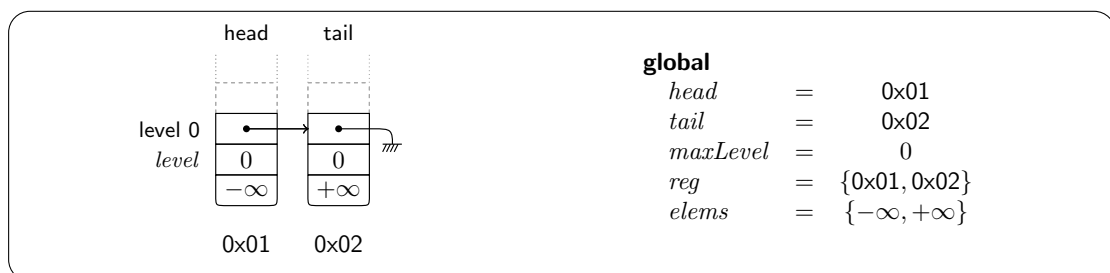 head tail
level 0
level 0 0
−∞ +∞
0x01 0x02
global
head = 0x01
tail = 0x02
maxLevel = 0
reg = {0x01, 0x02}
elems = {−∞, +∞}